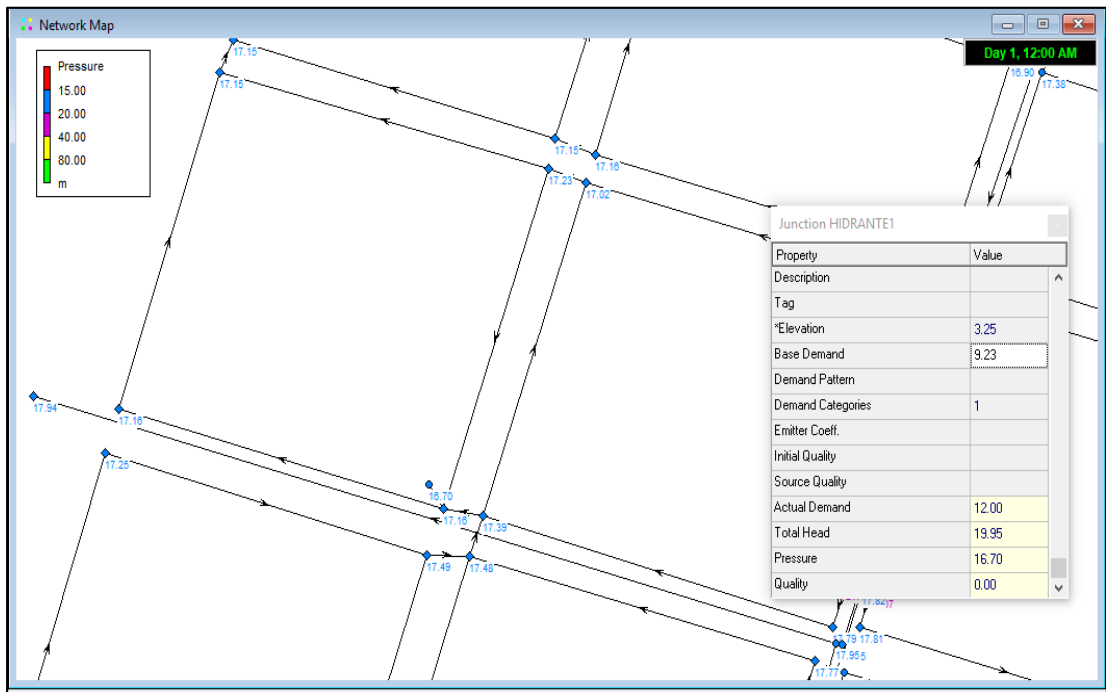 Network Map
Day 1, 12:00 AM
Pressure
15.00
20.00
40.00
80.00
m
17.15
17.15
17.15
17.16
17.23
17.02
16.90
17.38
17.94
17.16
17.25
16.70
17.16
17.39
17.49
17.48
17.82
17.79
17.81
17.95
17.77
Junction HIDRANTE1
Property Value
Description
Tag
*Elevation 3.25
Base Demand 9.23
Demand Pattern
Demand Categories 1
Emitter Coeff.
Initial Quality
Source Quality
Actual Demand 12.00
Total Head 19.95
Pressure 16.70
Quality 0.00